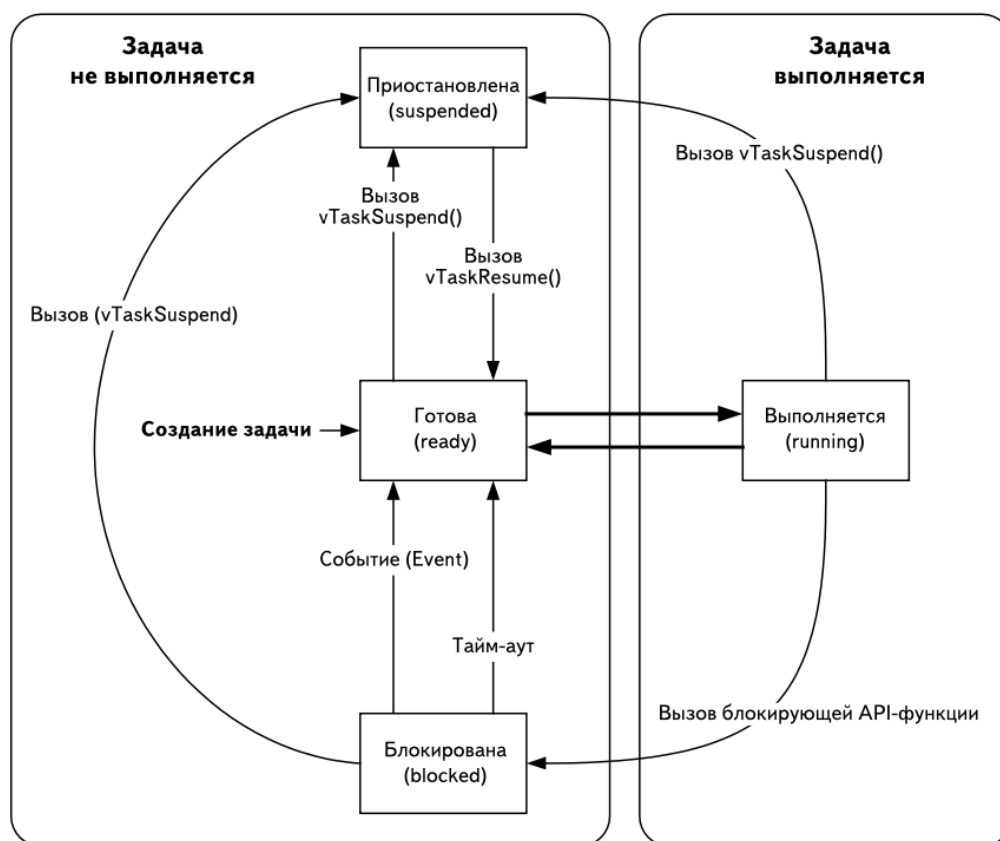 Задача
не выполняется
Задача
выполняется
Приостановлена
(suspended)
Вызов vTaskSuspend()
Вызов
vTaskSuspend()
Вызов
vTaskResume()
Вызов (vTaskSuspend)
Создание задачи
Готова
(ready)
Выполняется
(running)
Событие (Event)
Тайм-аут
Вызов блокирующей API-функции
Блокирована
(blocked)